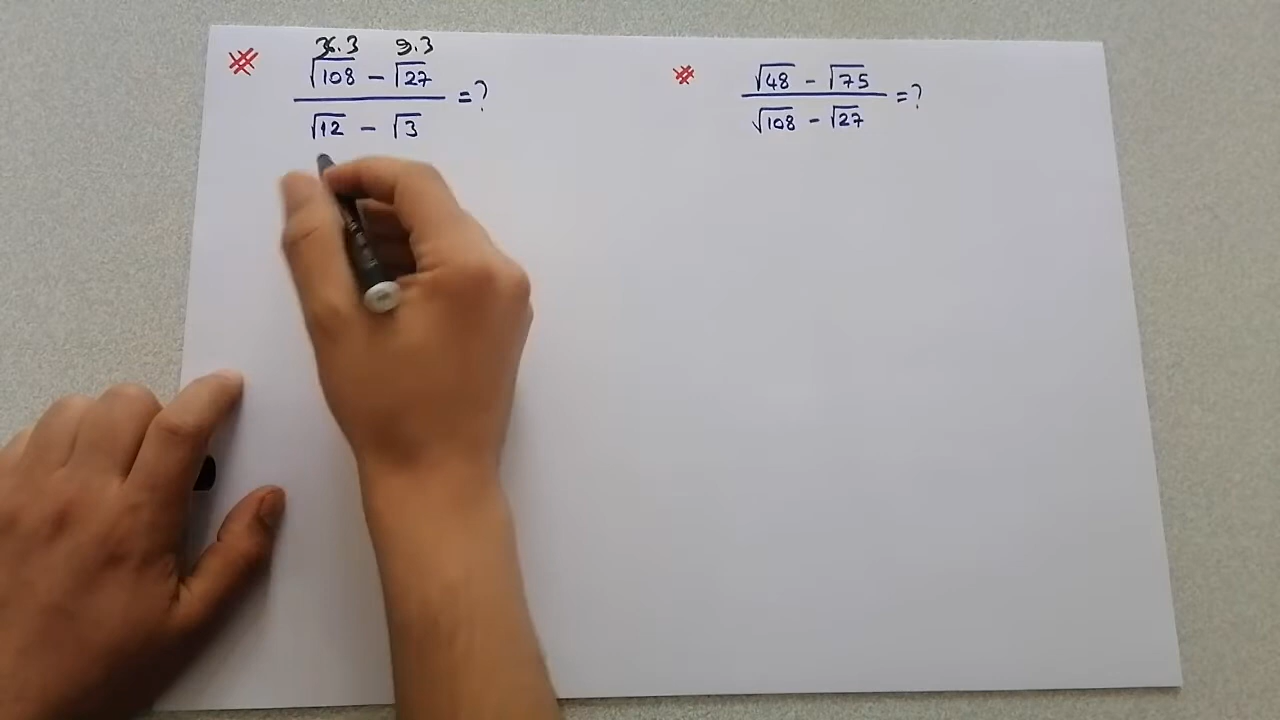 36.3 9.3
√108 - √27
=?
√12 - √3
√48 - √75
=?
√108 - √27